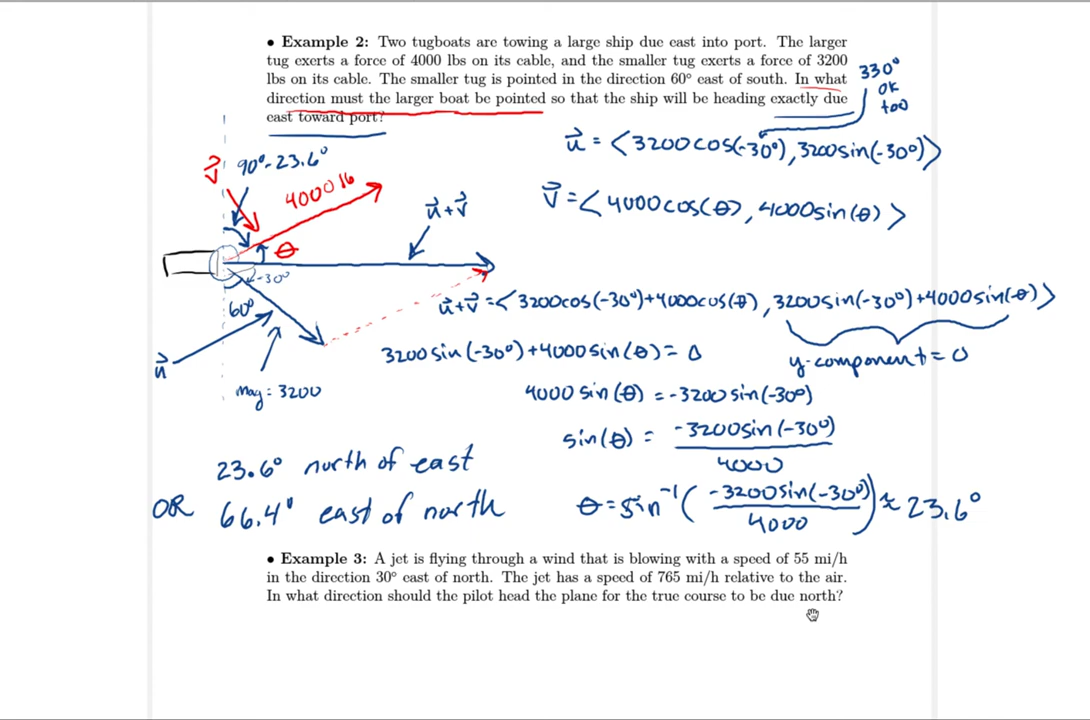 • Example 2: Two tugboats are towing a large ship due east into port. The larger
tug exerts a force of 4000 lbs on its cable, and the smaller tug exerts a force of 3200
lbs on its cable. The smaller tug is pointed in the direction 60° east of south. In what
direction must the larger boat be pointed so that the ship will be heading exactly due
east toward port?
330°
OK
too
u⃗ = <3200cos(-30°), 3200sin(-30°)>
v⃗ = <4000cos(θ), 4000sin(θ)>
v⃗
90°-23.6°
4000 lb
u⃗+v⃗
θ
-30°
60°
u⃗
mag = 3200
u⃗+v⃗ = <3200cos(-30°)+4000cos(θ), 3200sin(-30°)+4000sin(θ)>
y-component = 0
3200sin(-30°)+4000sin(θ) = 0
4000sin(θ) = -3200sin(-30°)
sin(θ) = -3200sin(-30°)
4000
θ = sin⁻¹(-3200sin(-30°)/4000) ≈ 23.6°
23.6° north of east
OR 66.4° east of north
• Example 3: A jet is flying through a wind that is blowing with a speed of 55 mi/h
in the direction 30° east of north. The jet has a speed of 765 mi/h relative to the air.
In what direction should the pilot head the plane for the true course to be due north?